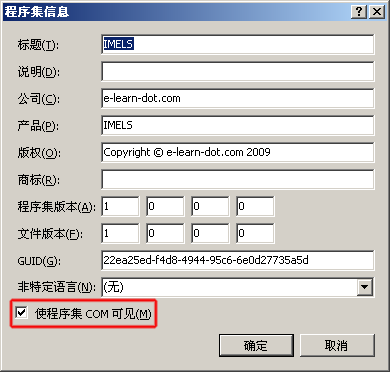 程序集信息
标题(T): IMELS
说明(D):
公司(C): e-learn-dot.com
产品(P): IMELS
版权(O): Copyright © e-learn-dot.com 2009
商标(R):
程序集版本(A): 1 0 0 0
文件版本(F): 1 0 0 0
GUID(G): 22ea25ed-f4d8-4944-95c6-6e0d27735a5d
非特定语言(N): (无)
使程序集 COM 可见(M)
确定 取消